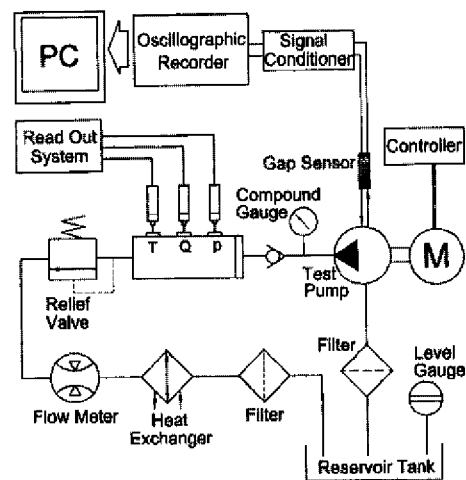 PC
Oscillographic
Recorder
Signal
Conditioner
Read Out
System
Gap Sensor
Controller
Compound
Gauge
T Q p
M
Test
Pump
Relief
Valve
Filter
Level
Gauge
Flow Meter
Heat
Exchanger
Filter
Reservoir Tank